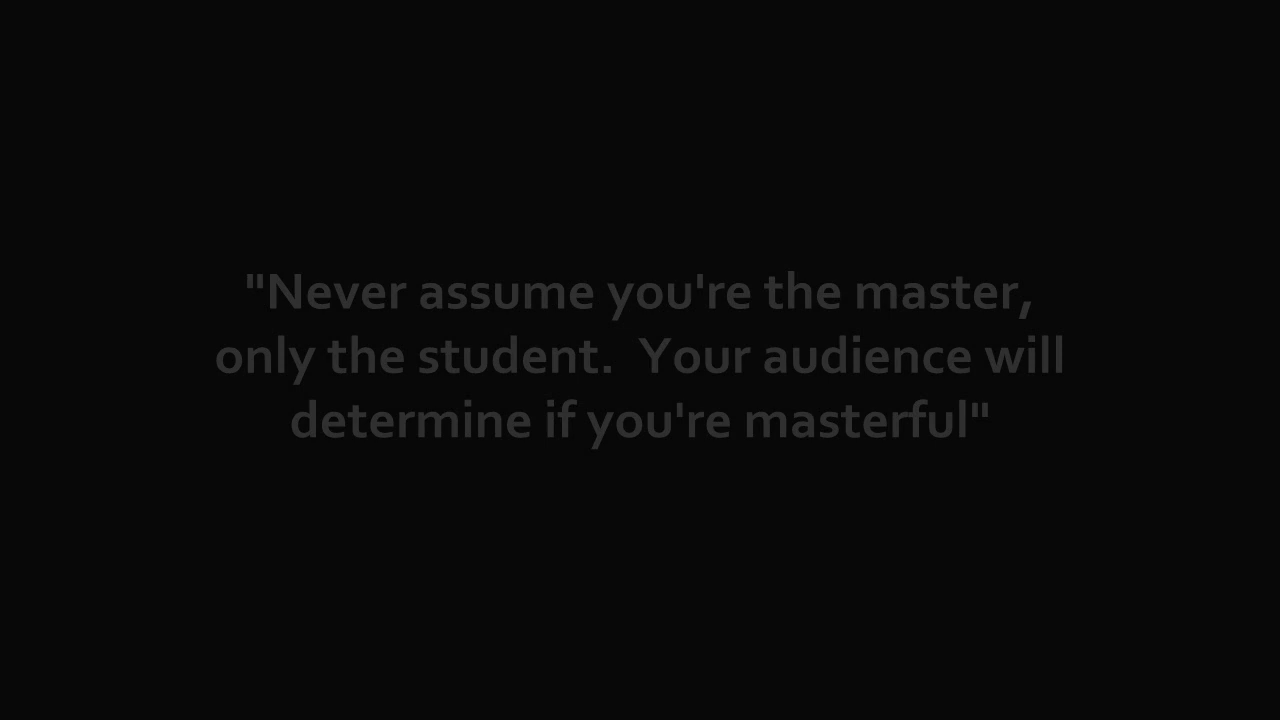 "Never assume you're the master,
only the student.  Your audience will
determine if you're masterful"